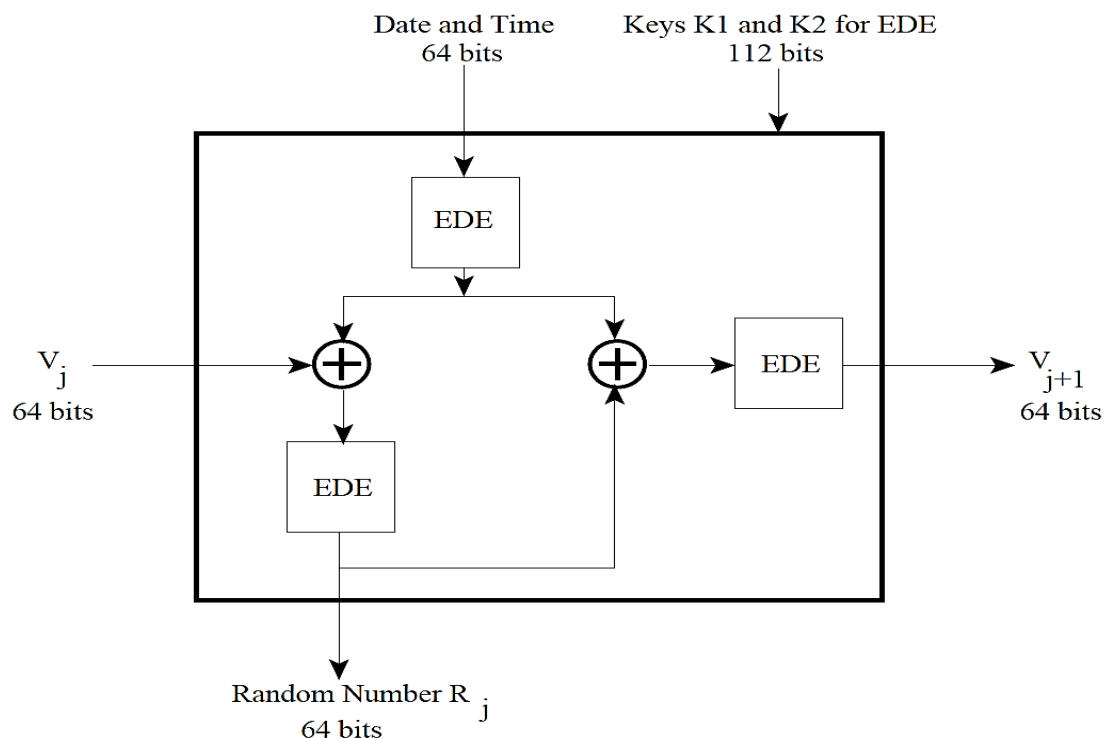 Date and Time
64 bits
Keys K1 and K2 for EDE
112 bits
EDE
V j
64 bits
EDE
V j+1
64 bits
EDE
Random Number R j
64 bits